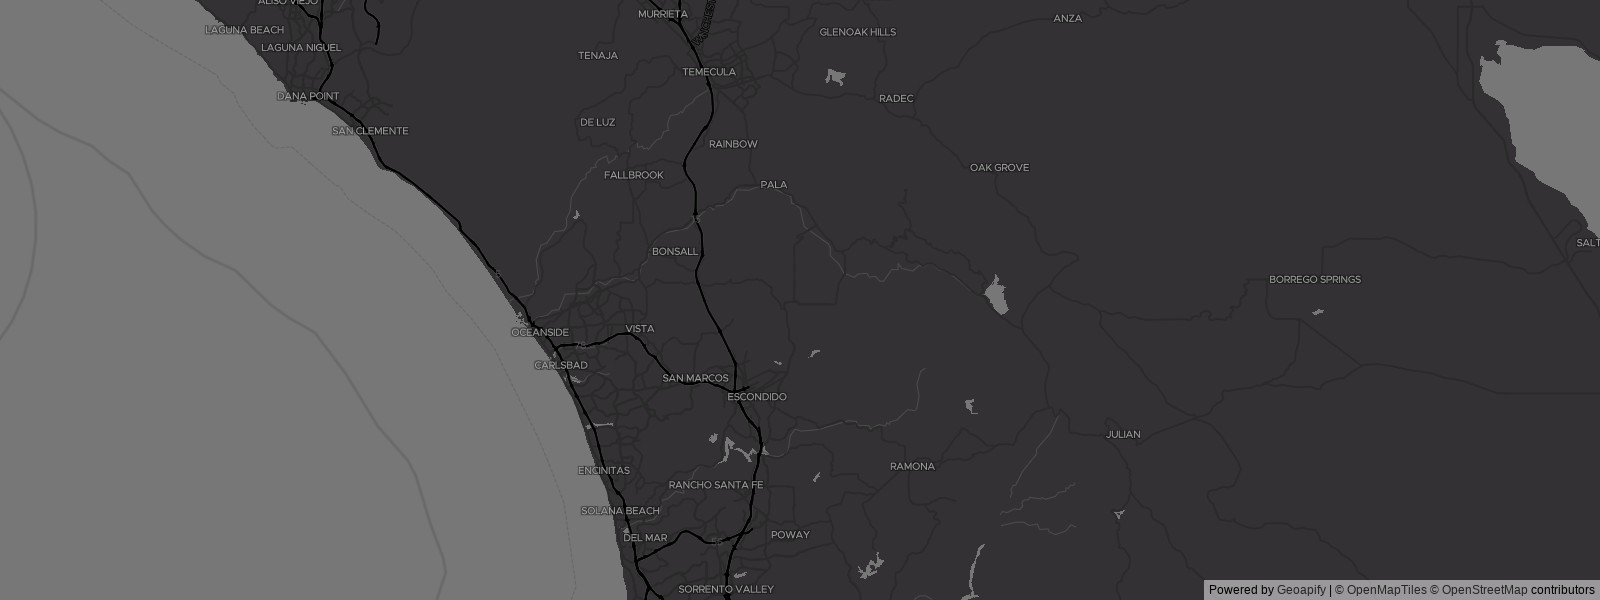 ALISO VIEJO
MURRIETA
ANZA
LAGUNA BEACH
GLENOAK HILLS
LAGUNA NIGUEL
TENAJA
TEMECULA
DANA POINT
RADEC
DE LUZ
SAN CLEMENTE
RAINBOW
OAK GROVE
FALLBROOK
PALA
SALT
BONSALL
BORREGO SPRINGS
OCEANSIDE
VISTA
CARLSBAD
SAN MARCOS
ESCONDIDO
JULIAN
ENCINITAS
RAMONA
RANCHO SANTA FE
SOLANA BEACH
DEL MAR
POWAY
SORRENTO VALLEY
Powered by Geoapify | © OpenMapTiles © OpenStreetMap contributors